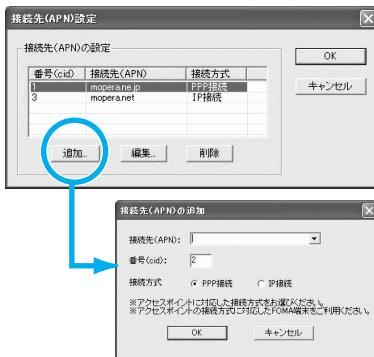 接続先(APN)設定
接続先(APN)の設定
番号(cid) 接続先(APN) 接続方式
1 mopera.ne.jp PPP接続
3 mopera.net IP接続
追加... 編集... 削除
OK
キャンセル
接続先(APN)の追加
接続先(APN):
番号(cid): 2
接続方式 PPP接続 IP接続
※アクセスポイントに対応した接続方式をお選びください。
※アクセスポイントの接続方式に対応したFOMA端末をご利用ください。
OK キャンセル